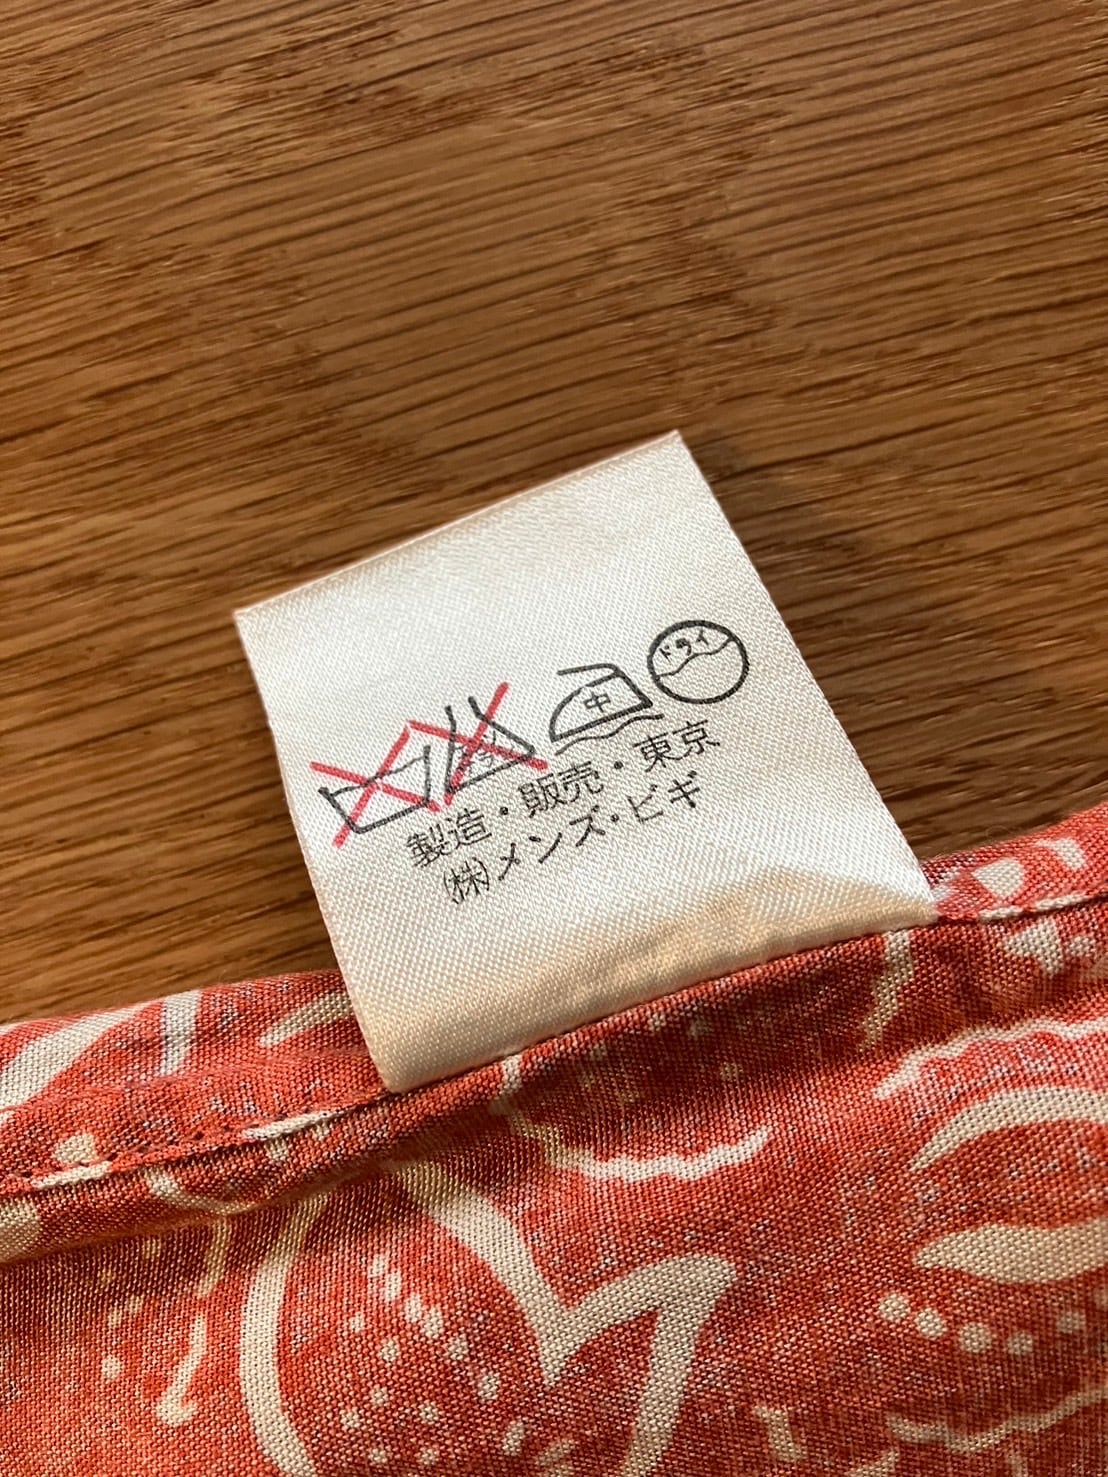 中 ドライ
製造・販売・東京
(株)メンズ・ビギ